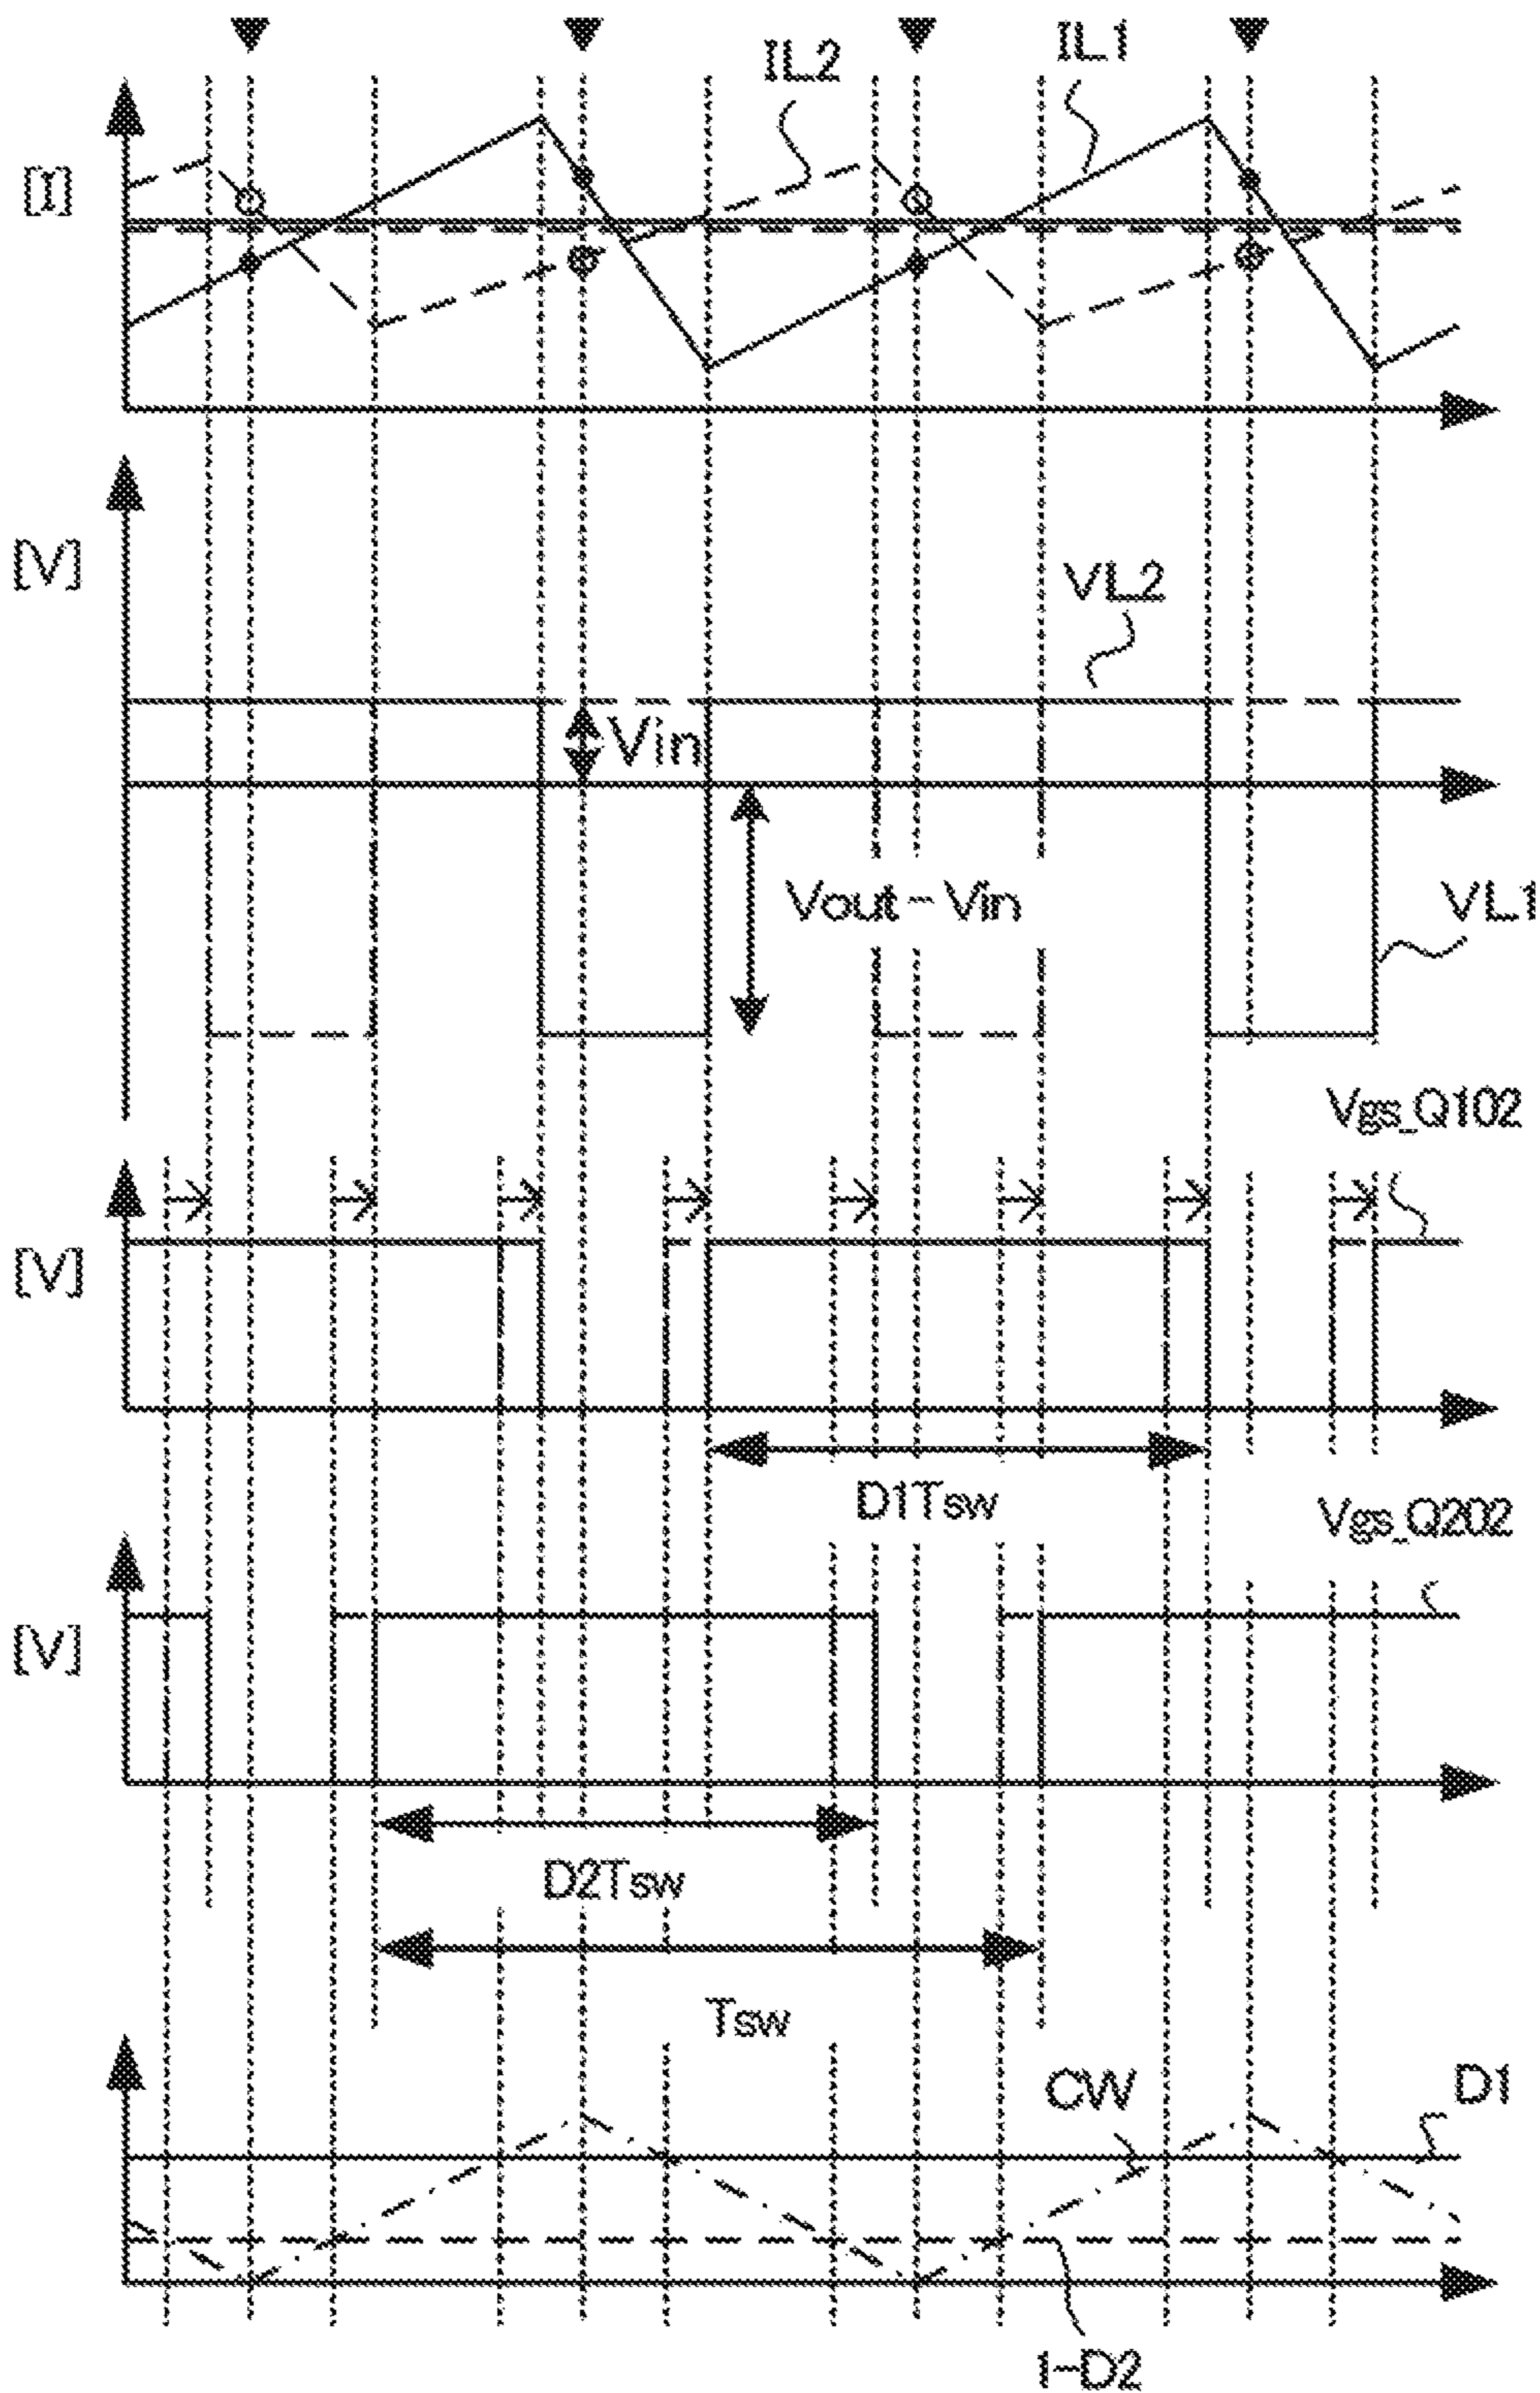 IL2
IL1
[I]
[V]
VL2
Vin
Vout-Vin
VL1
Vgs_Q102
[V]
D1Tsw
Vgs_Q202
[V]
D2Tsw
Tsw
CW
D1
1-D2